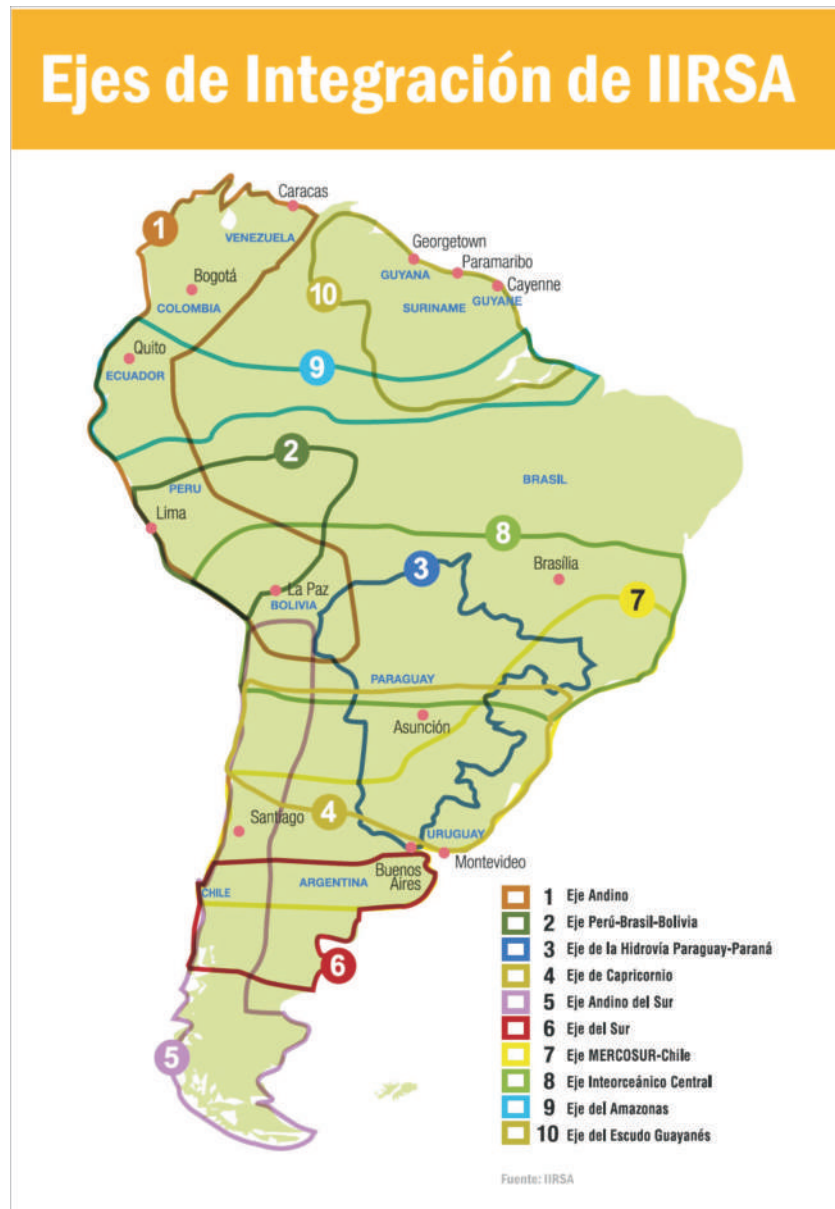 Ejes de Integración de IIRSA
Caracas
1
VENEZUELA
Georgetown
Bogotá
GUYANA
Paramaribo
Cayenne
10
COLOMBIA
SURINAME
GUYANE
Quito
9
ECUADOR
2
PERU
BRASIL
Lima
8
3
Brasília
La Paz
BOLIVIA
7
PARAGUAY
Asunción
4
Santiago
URUGUAY
Buenos
Aires
Montevideo
CHILE
ARGENTINA
6
5
1 Eje Andino
2 Eje Perú-Brasil-Bolivia
3 Eje de la Hidrovía Paraguay-Paraná
4 Eje de Capricornio
5 Eje Andino del Sur
6 Eje del Sur
7 Eje MERCOSUR-Chile
8 Eje Inteorceánico Central
9 Eje del Amazonas
10 Eje del Escudo Guayanés
Fuente: IIRSA